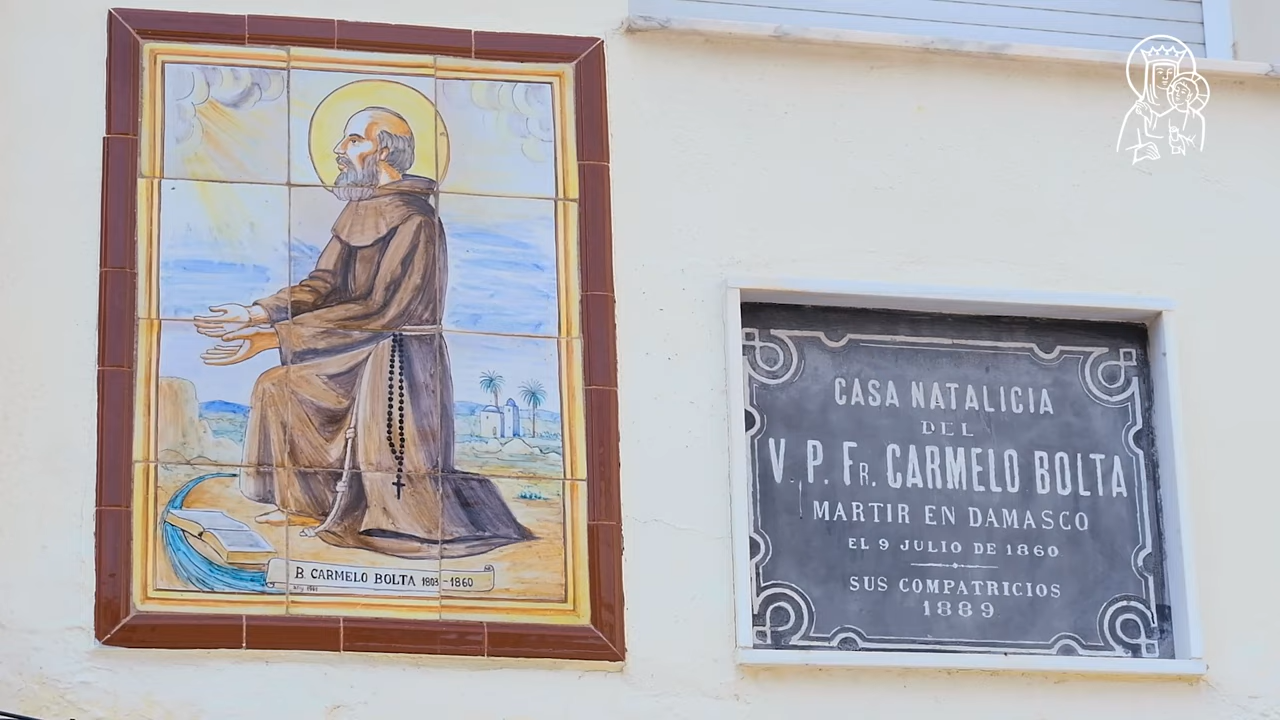 B. CARMELO BOLTA 1803-1860
CASA NATALICIA
DEL
V. P. FR. CARMELO BOLTA
MARTIR EN DAMASCO
EL 9 JULIO DE 1860
SUS COMPATRICIOS
1889